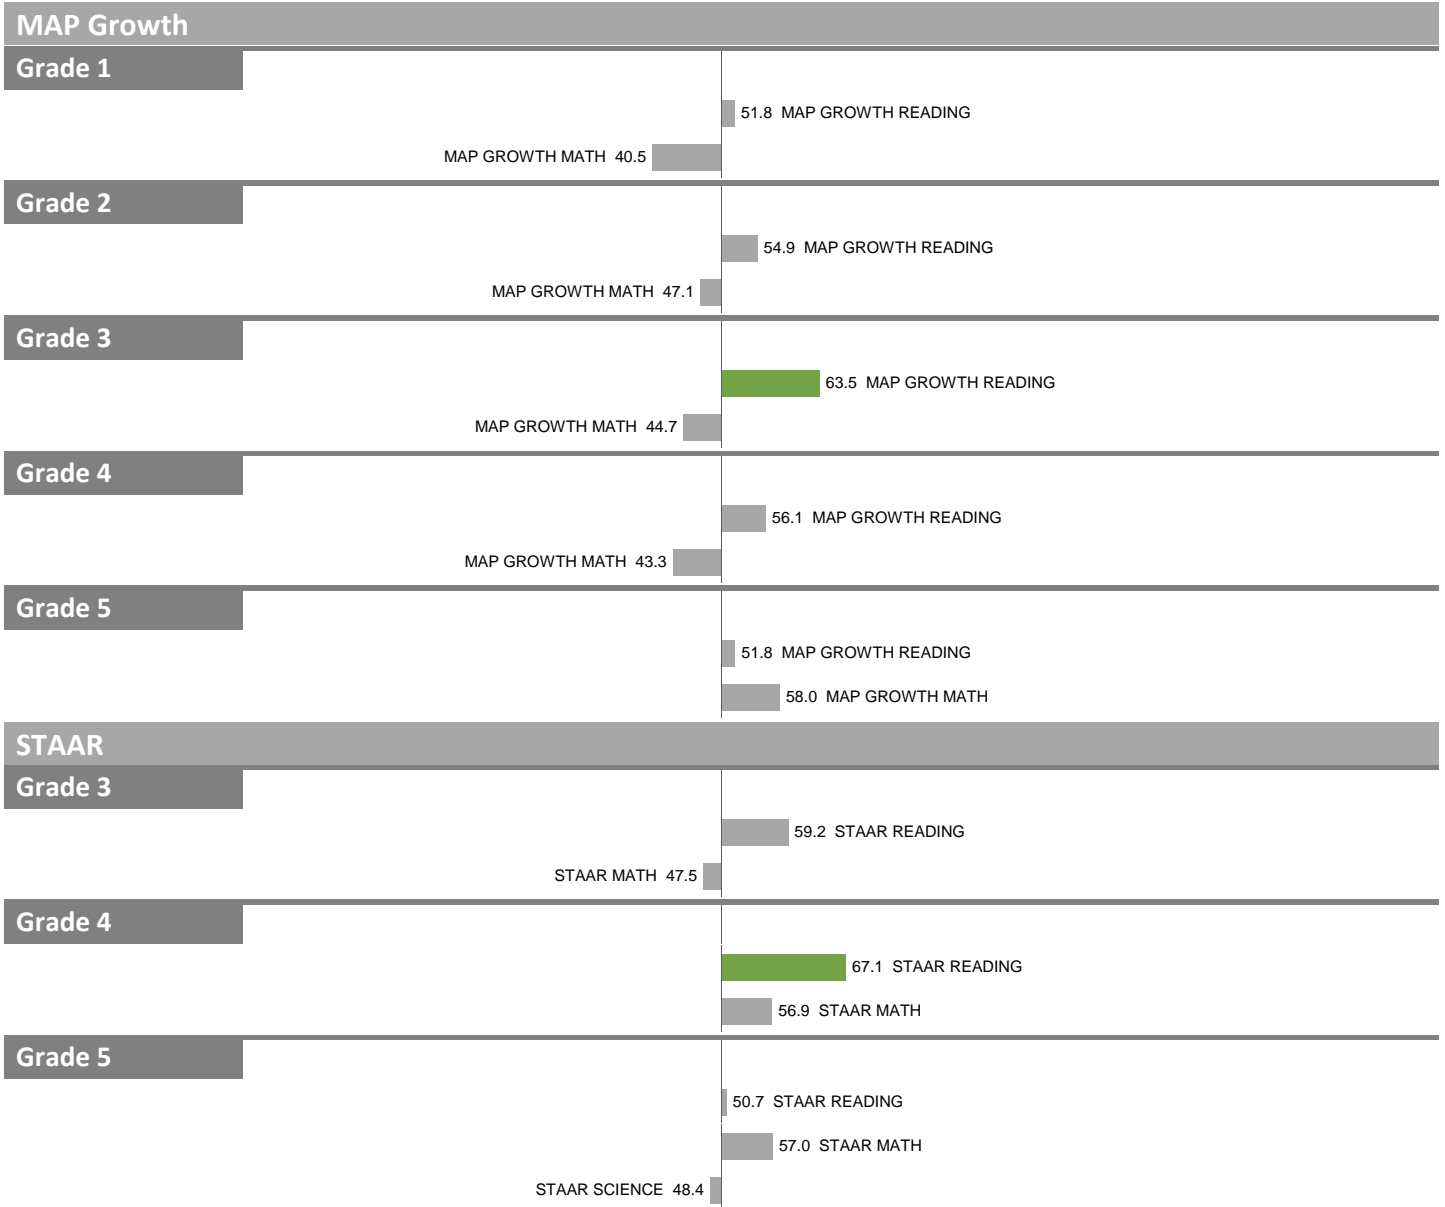 MAP Growth
Grade 1
51.8 MAP GROWTH READING
MAP GROWTH MATH 40.5
Grade 2
54.9 MAP GROWTH READING
MAP GROWTH MATH 47.1
Grade 3
63.5 MAP GROWTH READING
MAP GROWTH MATH 44.7
Grade 4
56.1 MAP GROWTH READING
MAP GROWTH MATH 43.3
Grade 5
51.8 MAP GROWTH READING
58.0 MAP GROWTH MATH
STAAR
Grade 3
59.2 STAAR READING
STAAR MATH 47.5
Grade 4
67.1 STAAR READING
56.9 STAAR MATH
Grade 5
50.7 STAAR READING
57.0 STAAR MATH
STAAR SCIENCE 48.4